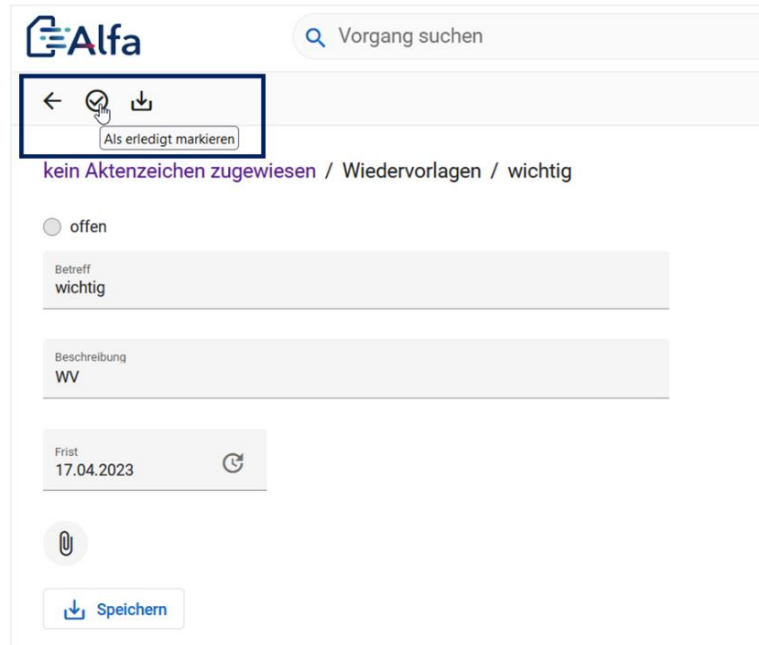 Alfa
Vorgang suchen
Als erledigt markieren
kein Aktenzeichen zugewiesen / Wiedervorlagen / wichtig
offen
Betreff
wichtig
Beschreibung
WV
Frist
17.04.2023
Speichern